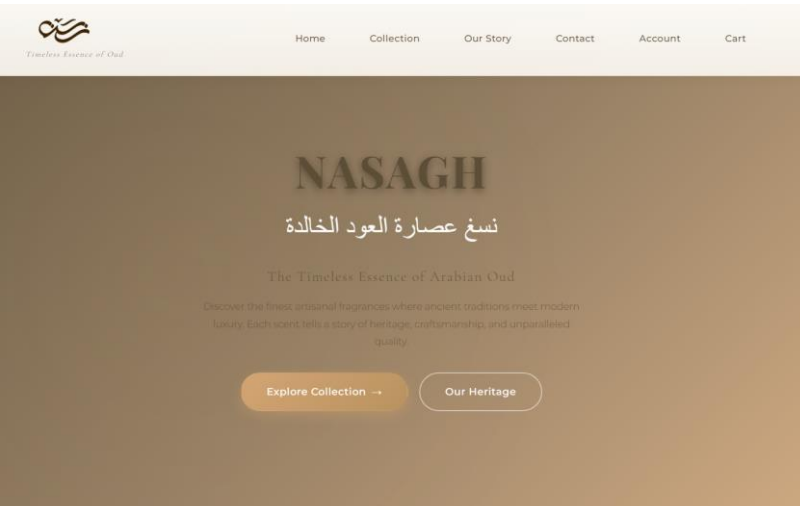 Timeless Essence of Oud
Home Collection Our Story Contact Account Cart
NASAGH
نسغ عصارة العود الخالدة
The Timeless Essence of Arabian Oud
Discover the finest artisanal fragrances where ancient traditions meet modern
luxury. Each scent tells a story of heritage, craftsmanship, and unparalleled
quality.
Explore Collection →
Our Heritage